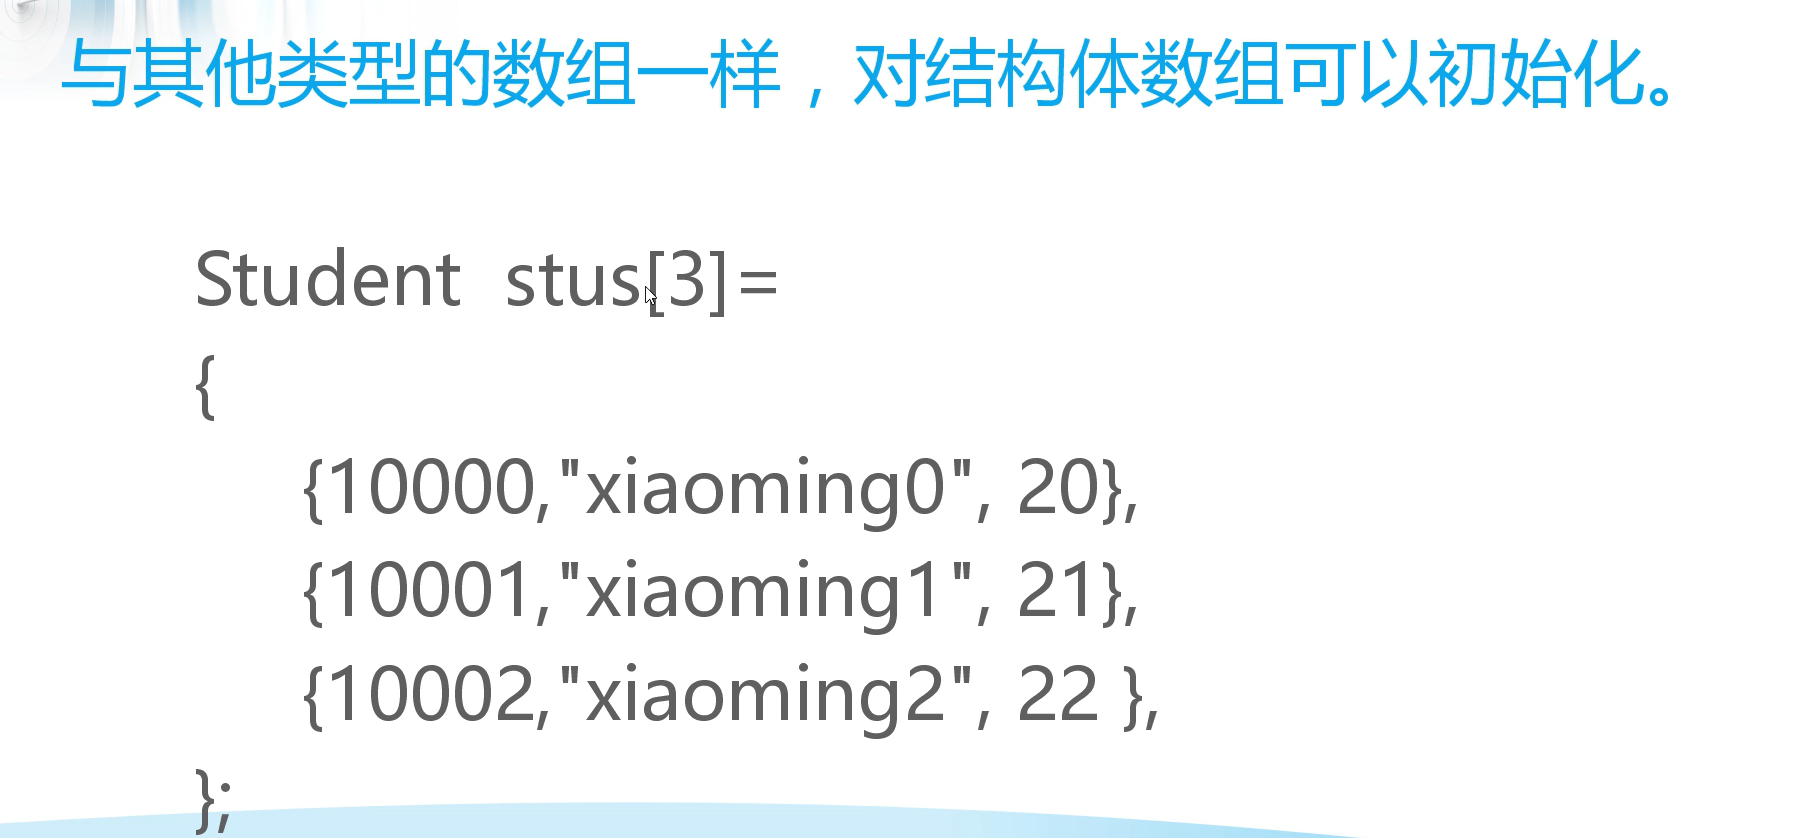 与其他类型的数组一样，对结构体数组可以初始化。
Student stus[3]=
{
{10000,"xiaoming0", 20},
{10001,"xiaoming1", 21},
{10002,"xiaoming2", 22 },
};